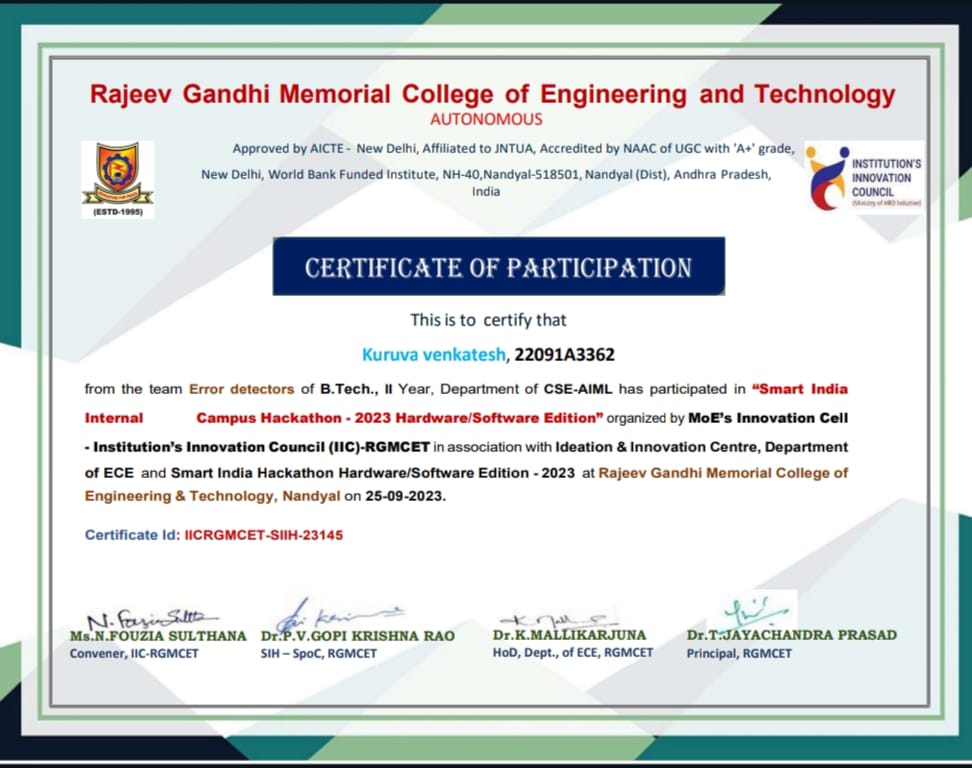 Rajeev Gandhi Memorial College of Engineering and Technology
AUTONOMOUS
Approved by AICTE - New Delhi, Affiliated to JNTUA, Accredited by NAAC of UGC with 'A+' grade,
New Delhi, World Bank Funded Institute, NH-40,Nandyal-518501, Nandyal (Dist), Andhra Pradesh,
India
(ESTD-1995)
INSTITUTION'S
INNOVATION
COUNCIL
(Ministry of HRD Initiative)
CERTIFICATE OF PARTICIPATION
This is to certify that
Kuruva venkatesh, 22091A3362
from the team Error detectors of B.Tech., II Year, Department of CSE-AIML has participated in “Smart India
Internal Campus Hackathon - 2023 Hardware/Software Edition” organized by MoE’s Innovation Cell
- Institution’s Innovation Council (IIC)-RGMCET in association with Ideation & Innovation Centre, Department
of ECE and Smart India Hackathon Hardware/Software Edition - 2023 at Rajeev Gandhi Memorial College of
Engineering & Technology, Nandyal on 25-09-2023.
Certificate Id: IICRGMCET-SIIH-23145
N. Fouzia Sulthana
Ms.N.FOUZIA SULTHANA
Convener, IIC-RGMCET
Dr.P.V.GOPI KRISHNA RAO
SIH – SpoC, RGMCET
Dr.K.MALLIKARJUNA
HoD, Dept., of ECE, RGMCET
Dr.T.JAYACHANDRA PRASAD
Principal, RGMCET